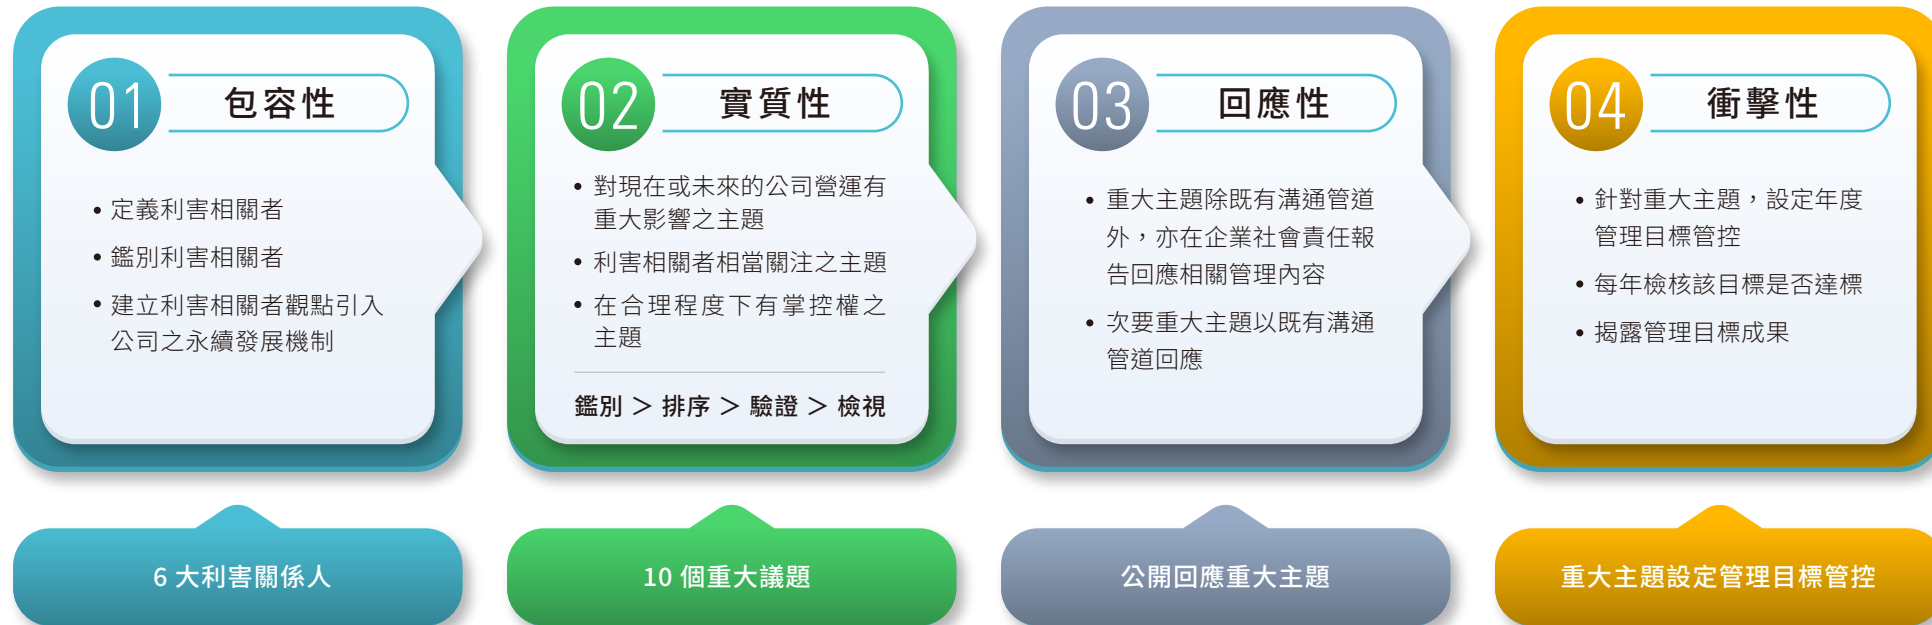 01
包容性
• 定義利害相關者
• 鑑別利害相關者
• 建立利害相關者觀點引入
公司之永續發展機制
6 大利害關係人
02
實質性
• 對現在或未來的公司營運有
重大影響之主題
• 利害相關者相當關注之主題
• 在合理程度下有掌控權之
主題
鑑別 > 排序 > 驗證 > 檢視
10 個重大議題
03
回應性
• 重大主題除既有溝通管道
外，亦在企業社會責任報
告回應相關管理內容
• 次要重大主題以既有溝通
管道回應
公開回應重大主題
04
衝擊性
• 針對重大主題，設定年度
管理目標管控
• 每年檢核該目標是否達標
• 揭露管理目標成果
重大主題設定管理目標管控